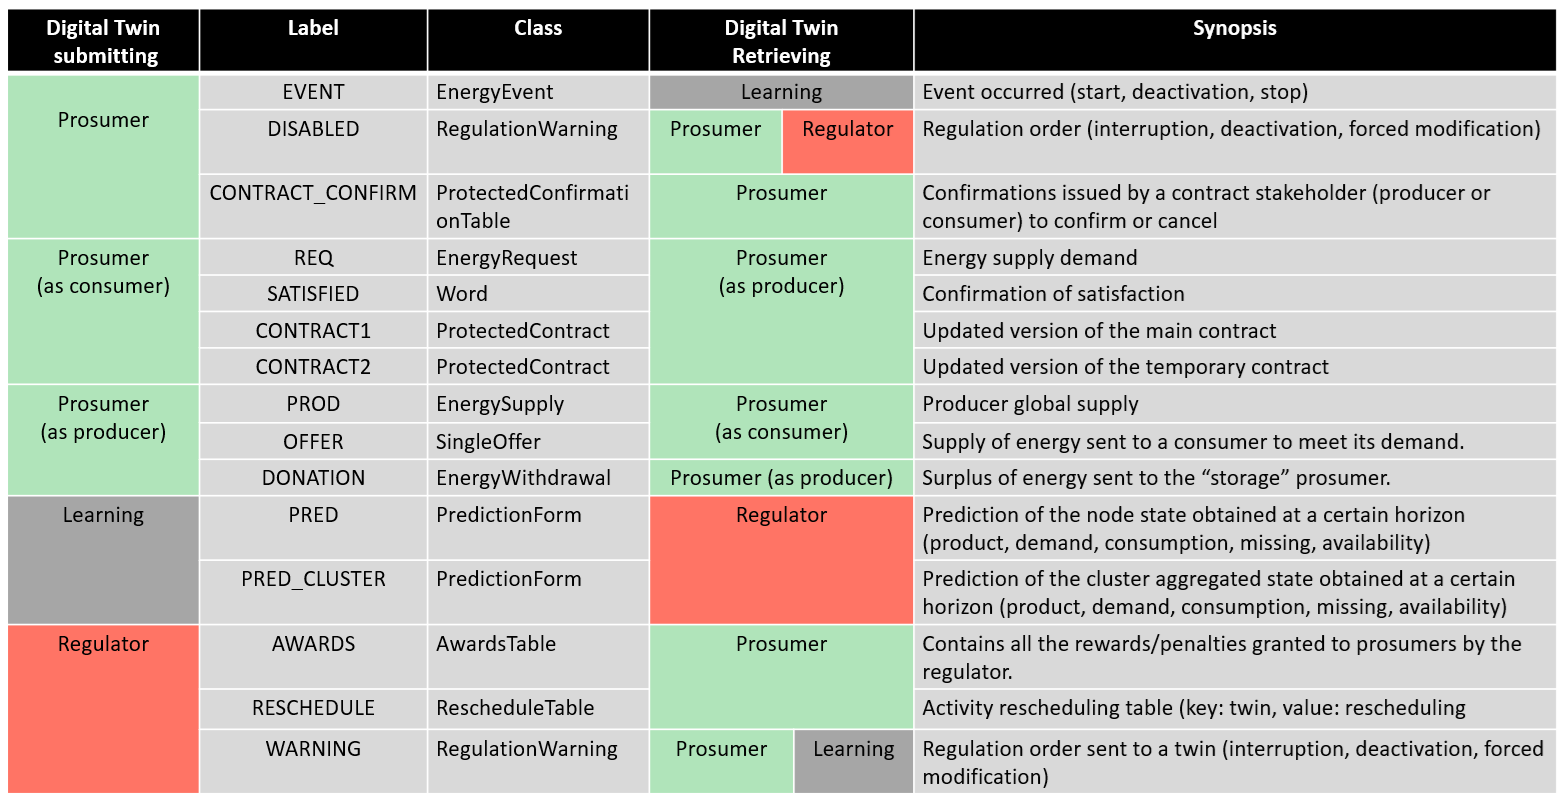 Digital Twin
submitting
Label
Class
Digital Twin
Retrieving
Synopsis
Prosumer
EVENT
EnergyEvent
Learning
Event occurred (start, deactivation, stop)
DISABLED
RegulationWarning
Prosumer
Regulator
Regulation order (interruption, deactivation, forced modification)
CONTRACT_CONFIRM
ProtectedConfirmati
onTable
Prosumer
Confirmations issued by a contract stakeholder (producer or
consumer) to confirm or cancel
Prosumer
(as consumer)
REQ
EnergyRequest
Prosumer
(as producer)
Energy supply demand
SATISFIED
Word
Confirmation of satisfaction
CONTRACT1
ProtectedContract
Updated version of the main contract
CONTRACT2
ProtectedContract
Updated version of the temporary contract
Prosumer
(as producer)
PROD
EnergySupply
Prosumer
(as consumer)
Producer global supply
OFFER
SingleOffer
Supply of energy sent to a consumer to meet its demand.
DONATION
EnergyWithdrawal
Prosumer (as producer)
Surplus of energy sent to the “storage” prosumer.
Learning
PRED
PredictionForm
Regulator
Prediction of the node state obtained at a certain horizon
(product, demand, consumption, missing, availability)
PRED_CLUSTER
PredictionForm
Prediction of the cluster aggregated state obtained at a certain
horizon (product, demand, consumption, missing, availability)
Regulator
AWARDS
AwardsTable
Prosumer
Contains all the rewards/penalties granted to prosumers by the
regulator.
RESCHEDULE
RescheduleTable
Activity rescheduling table (key: twin, value: rescheduling
WARNING
RegulationWarning
Prosumer
Learning
Regulation order sent to a twin (interruption, deactivation, forced
modification)